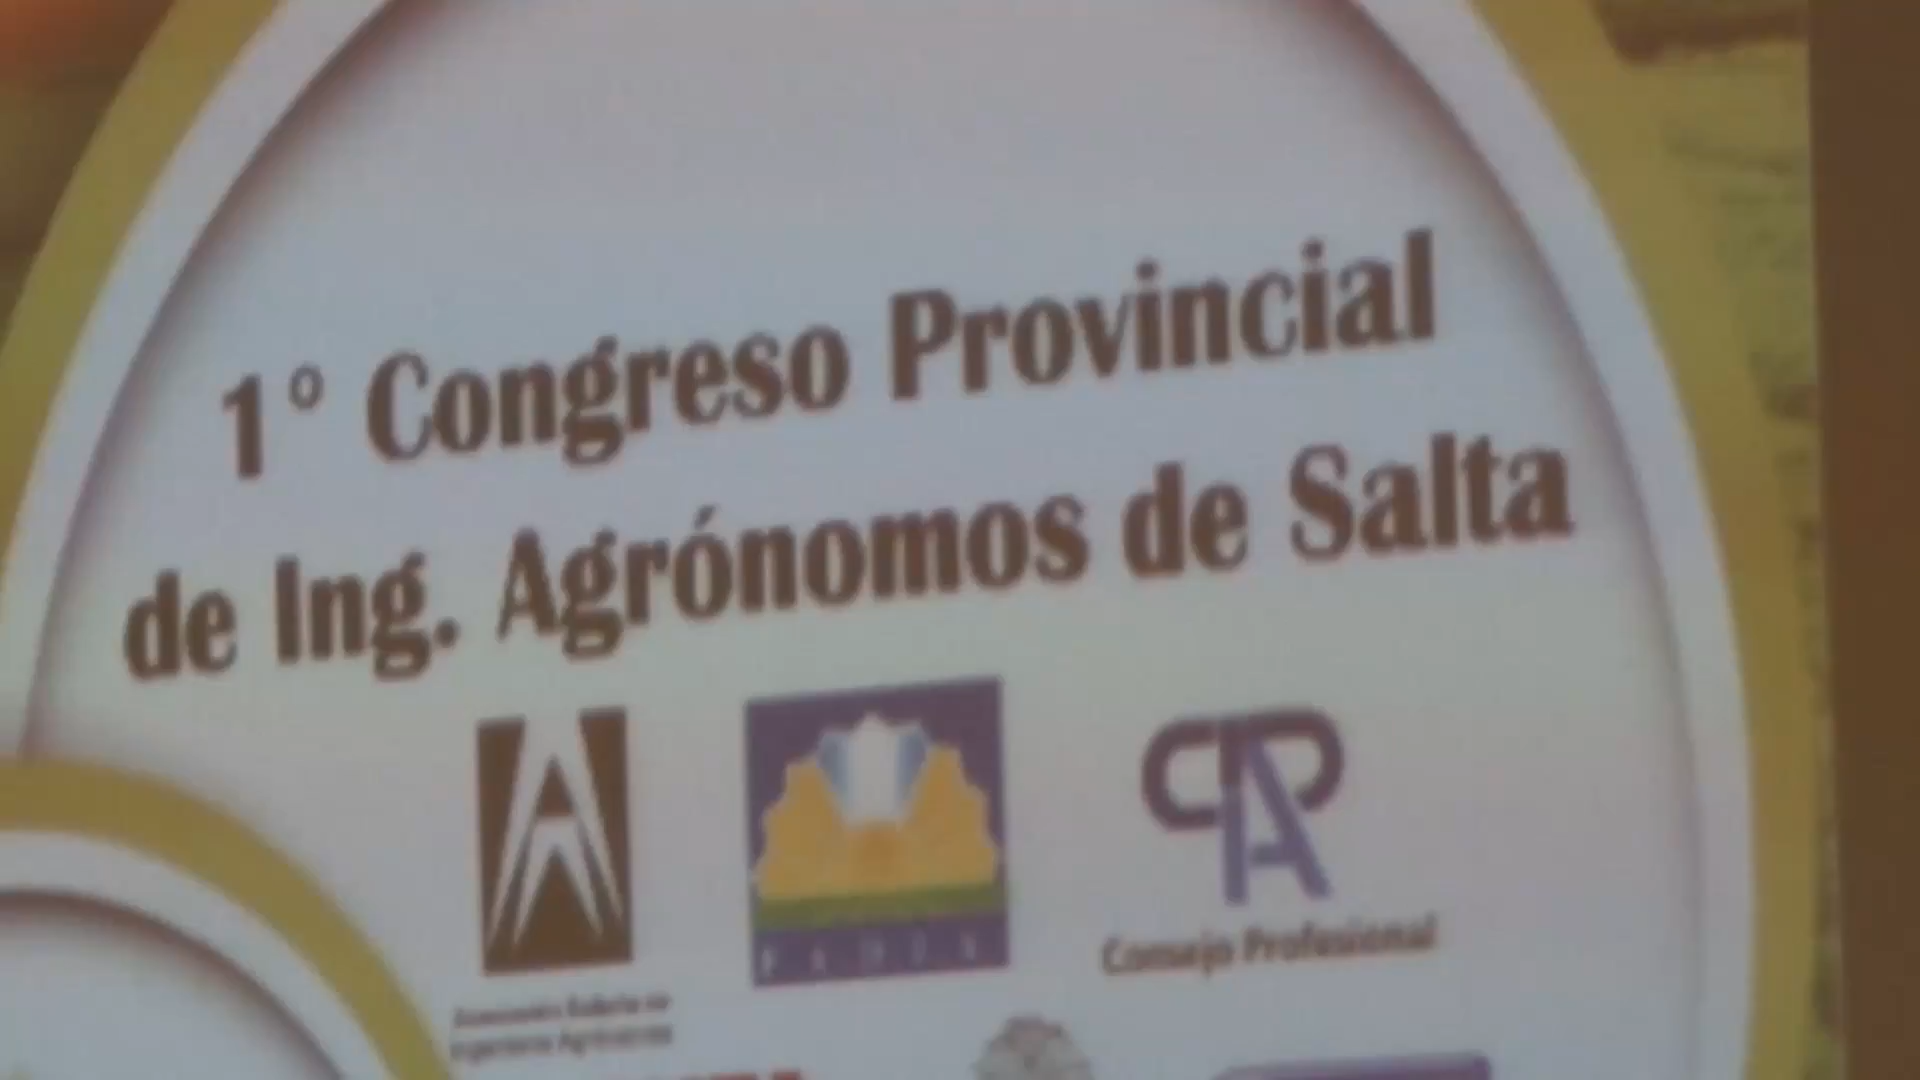 1° Congreso Provincial
de Ing. Agrónomos de Salta
Consejo Profesional